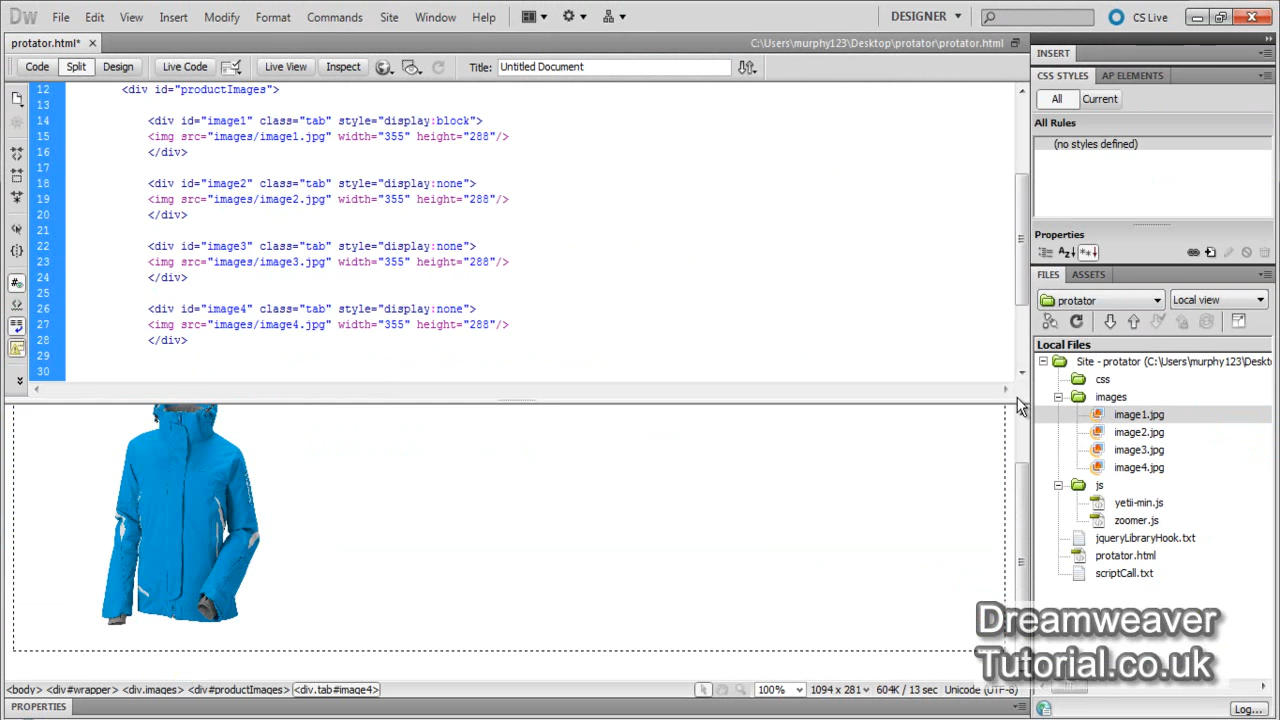 Dw File Edit View Insert Modify Format Commands Site Window Help DESIGNER CS Live
protator.html* C:\Users\murphy123\Desktop\protator\protator.html
Code Split Design Live Code Live View Inspect Title: Untitled Document
12 <div id="productImages">
13
14 <div id="image1" class="tab" style="display:block">
15 <img src="images/image1.jpg" width="355" height="288"/>
16 </div>
17
18 <div id="image2" class="tab" style="display:none">
19 <img src="images/image2.jpg" width="355" height="288"/>
20 </div>
21
22 <div id="image3" class="tab" style="display:none">
23 <img src="images/image3.jpg" width="355" height="288"/>
24 </div>
25
26 <div id="image4" class="tab" style="display:none">
27 <img src="images/image4.jpg" width="355" height="288"/>
28 </div>
29
30
<body> <div#wrapper> <div.images> <div#productImages> <div.tab#image4> 100% 1094 x 281 604K / 13 sec Unicode (UTF-8)
PROPERTIES
INSERT
CSS STYLES AP ELEMENTS
All Current
All Rules
(no styles defined)
Properties
FILES ASSETS
protator Local view
Local Files
Site - protator (C:\Users\murphy123\Deskto
css
images
image1.jpg
image2.jpg
image3.jpg
image4.jpg
js
yetii-min.js
zoomer.js
jqueryLibraryHook.txt
protator.html
scriptCall.txt
Dreamweaver
Tutorial.co.uk
Log...